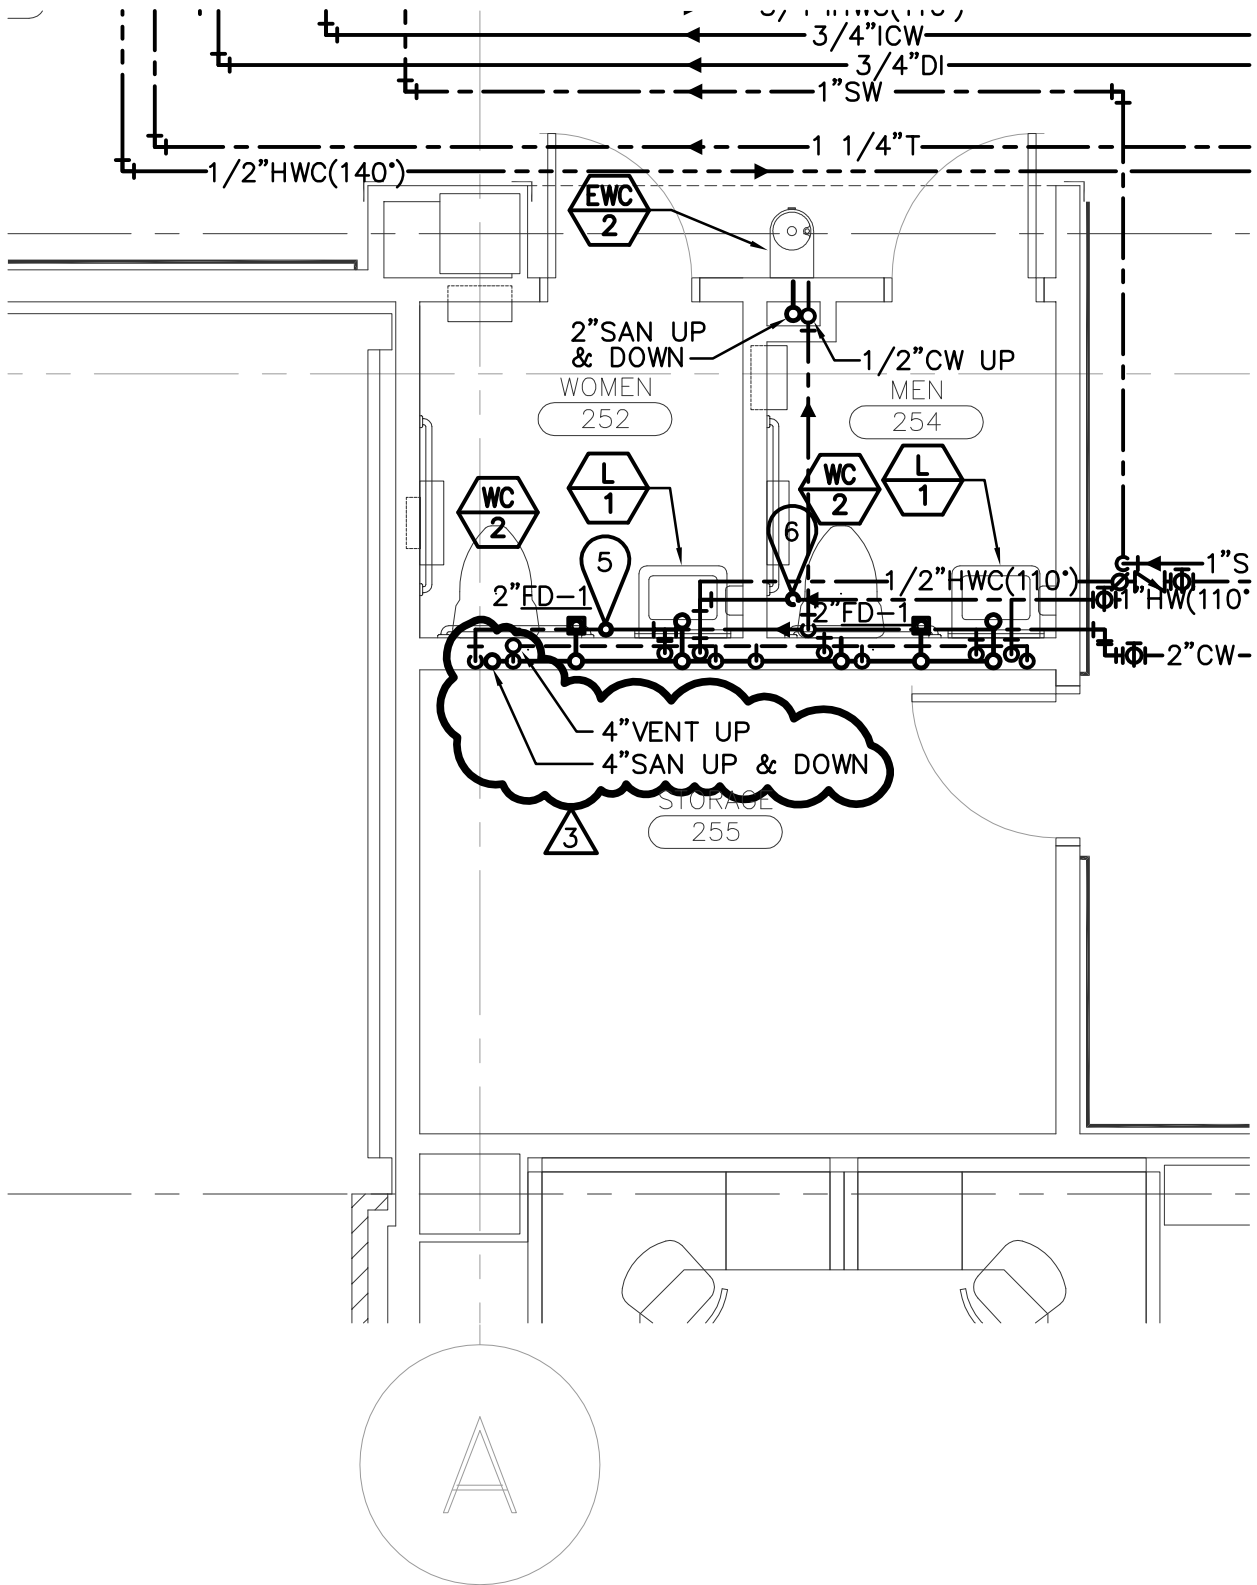 3/4"ICW
3/4"DI
1"SW
1 1/4"T
1/2"HWC(140°)
EWC
2
2"SAN UP
& DOWN
1/2"CW UP
WOMEN
252
MEN
254
L
1
WC
2
WC
2
L
1
6
5
1"S
1/2"HWC(110°)
2"FD-1
2"FD-1
1"HW(110°
2"CW
4"VENT UP
4"SAN UP & DOWN
STORAGE
255
3
A